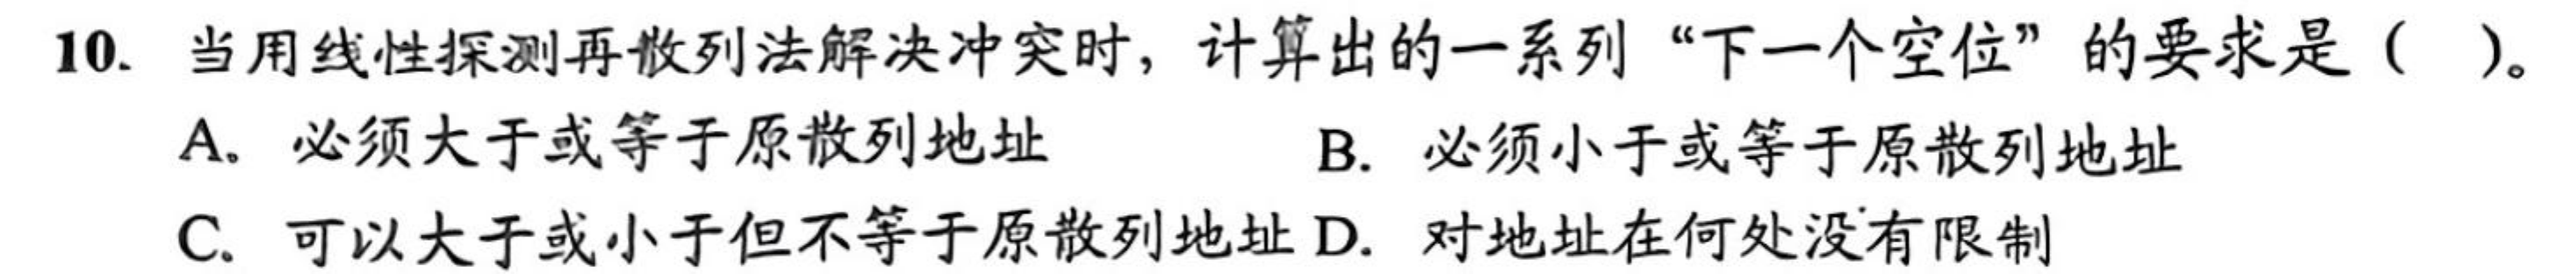 10. 当用线性探测再散列法解决冲突时，计算出的一系列“下一个空位”的要求是（ ）。
A. 必须大于或等于原散列地址 B. 必须小于或等于原散列地址
C. 可以大于或小于但不等于原散列地址 D. 对地址在何处没有限制